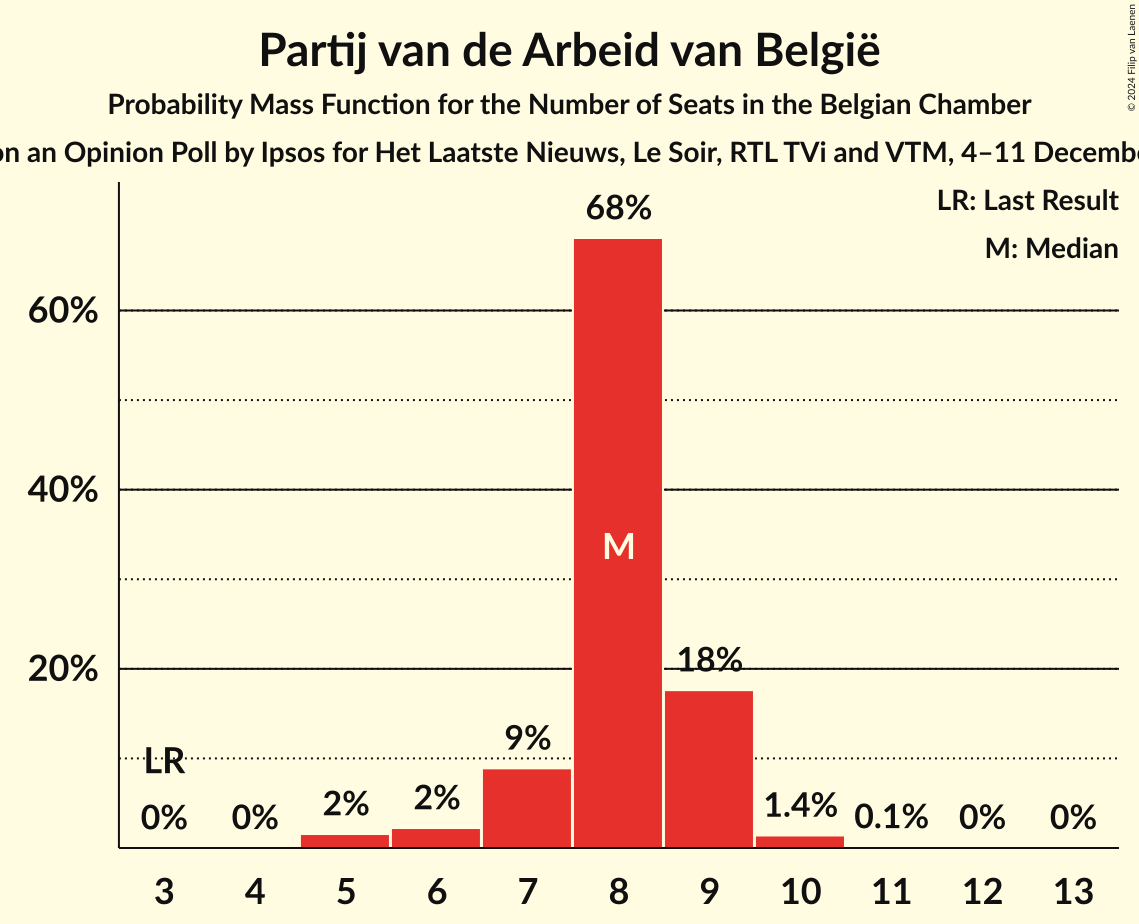 Partij van de Arbeid van België
Probability Mass Function for the Number of Seats in the Belgian Chamber
on an Opinion Poll by Ipsos for Het Laatste Nieuws, Le Soir, RTL TVi and VTM, 4–11 Decembe
© 2024 Filip van Laenen
LR: Last Result
M: Median
68%
60%
40%
M
20%
18%
9%
LR
0%
0%
2%
2%
1.4%
0.1%
0%
0%
3 4 5 6 7 8 9 10 11 12 13